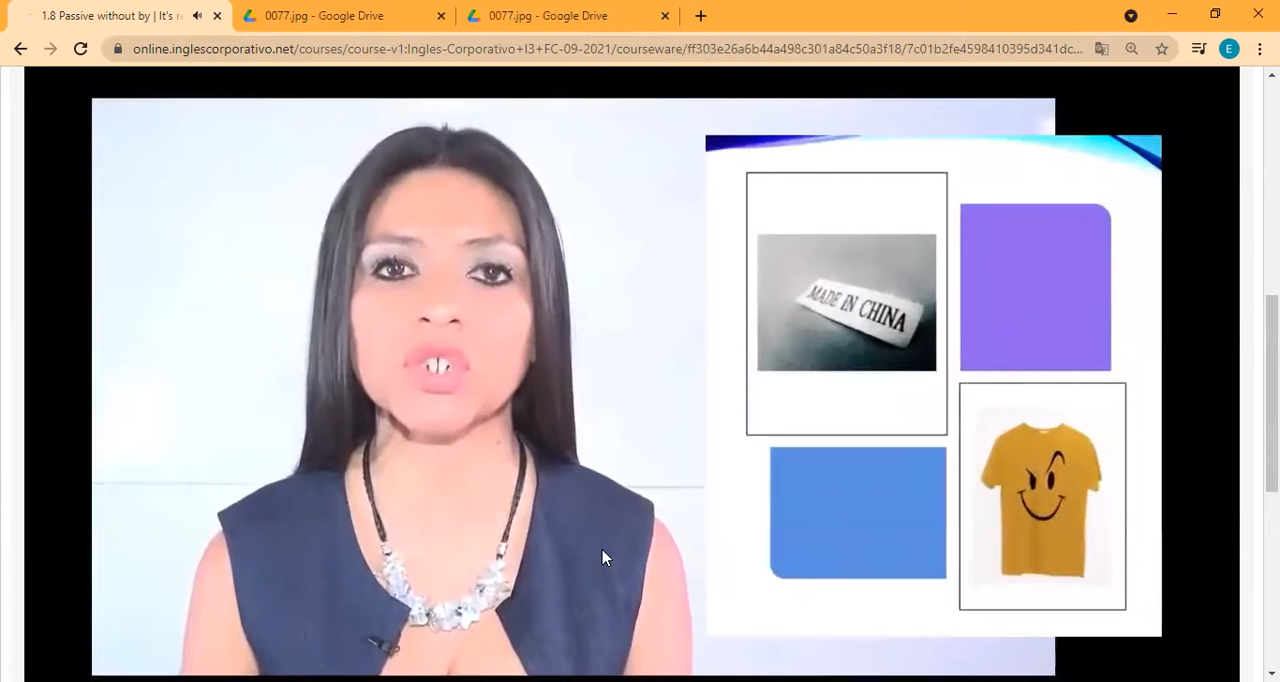 1.8 Passive without by | It's re
0077.jpg - Google Drive
0077.jpg - Google Drive
online.inglescorporativo.net/courses/course-v1:Ingles-Corporativo+I3+FC-09-2021/courseware/ff303e26a6b44a498c301a84c50a3f18/7c01b2fe4598410395d341dc...
E
MADE IN CHINA